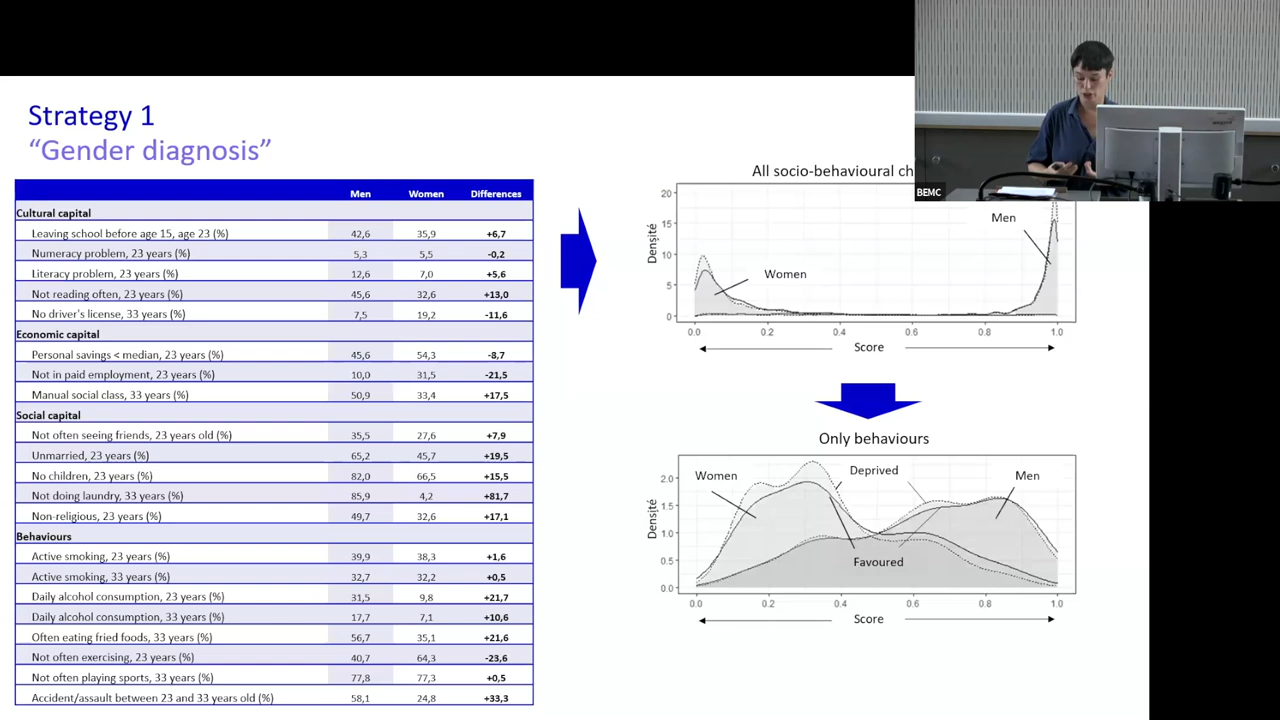 Strategy 1
“Gender diagnosis”
Men Women Differences
Cultural capital
Leaving school before age 15, age 23 (%) 42,6 35,9 +6,7
Numeracy problem, 23 years (%) 5,3 5,5 -0,2
Literacy problem, 23 years (%) 12,6 7,0 +5,6
Not reading often, 23 years (%) 45,6 32,6 +13,0
No driver's license, 33 years (%) 7,5 19,2 -11,6
Economic capital
Personal savings < median, 23 years (%) 45,6 54,3 -8,7
Not in paid employment, 23 years (%) 10,0 31,5 -21,5
Manual social class, 33 years (%) 50,9 33,4 +17,5
Social capital
Not often seeing friends, 23 years old (%) 35,5 27,6 +7,9
Unmarried, 23 years (%) 65,2 45,7 +19,5
No children, 23 years (%) 82,0 66,5 +15,5
Not doing laundry, 33 years (%) 85,9 4,2 +81,7
Non-religious, 23 years (%) 49,7 32,6 +17,1
Behaviours
Active smoking, 23 years (%) 39,9 38,3 +1,6
Active smoking, 33 years (%) 32,7 32,2 +0,5
Daily alcohol consumption, 23 years (%) 31,5 9,8 +21,7
Daily alcohol consumption, 33 years (%) 17,7 7,1 +10,6
Often eating fried foods, 33 years (%) 56,7 35,1 +21,6
Not often exercising, 23 years (%) 40,7 64,3 -23,6
Not often playing sports, 33 years (%) 77,8 77,3 +0,5
Accident/assault between 23 and 33 years old (%) 58,1 24,8 +33,3
BEMC
All socio-behavioural ch
20
15
10
5
0
Densité
Men
Women
0.0 0.2 0.4 0.6 0.8 1.0
Score
Only behaviours
2.0
1.5
1.0
0.5
0.0
Densité
Women
Deprived
Men
Favoured
0.0 0.2 0.4 0.6 0.8 1.0
Score